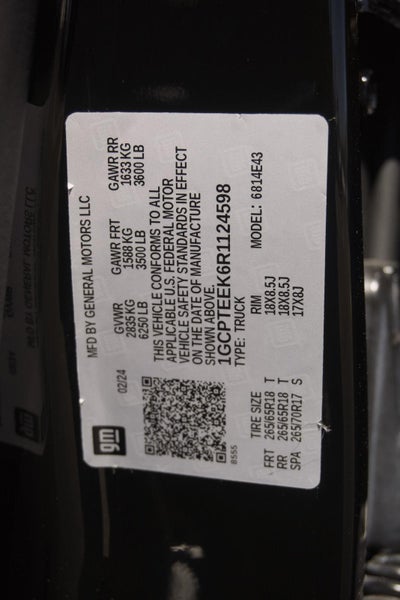 gm
MFD BY GENERAL MOTORS LLC
02/24
GVWR GAWR FRT GAWR RR
2835 KG 1588 KG 1633 KG
6250 LB 3500 LB 3600 LB
THIS VEHICLE CONFORMS TO ALL
APPLICABLE U.S. FEDERAL MOTOR
VEHICLE SAFETY STANDARDS IN EFFECT
ON THE DATE OF MANUFACTURE
SHOWN ABOVE.
1GCPTEEK6R1124598
8555
TYPE: TRUCK MODEL: 6814E43
TIRE SIZE RIM
FRT 265/65R18 T 18X8.5J
RR 265/65R18 T 18X8.5J
SPA 265/70R17 S 17X8J